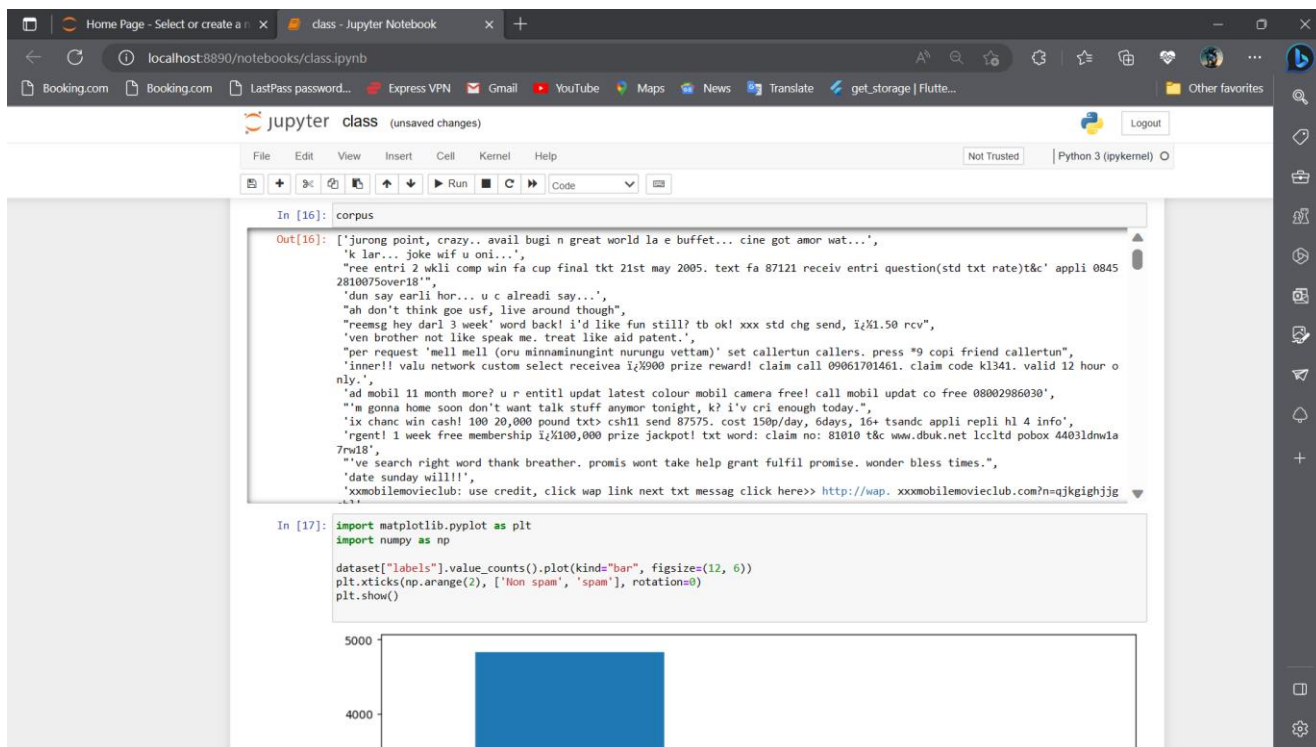 Home Page - Select or create a n
class - Jupyter Notebook
localhost:8890/notebooks/class.ipynb
Booking.com Booking.com LastPass password... Express VPN Gmail YouTube Maps News Translate get_storage | Flutte... Other favorites
jupyter class (unsaved changes) Logout
File Edit View Insert Cell Kernel Help Not Trusted Python 3 (ipykernel)
Run Code
In [16]: corpus
Out[16]: ['jurong point, crazy.. avail bugi n great world la e buffet... cine got amor wat...',
'k lar... joke wif u oni...',
"ree entri 2 wkli comp win fa cup final tkt 21st may 2005. text fa 87121 receiv entri question(std txt rate)t&c' appli 0845
2810075over18'",
'dun say earli hor... u c alreadi say...',
"ah don't think goe usf, live around though",
"reemsg hey darl 3 week' word back! i'd like fun still? tb ok! xxx std chg send, ï¿½1.50 rcv",
'ven brother not like speak me. treat like aid patent.',
"per request 'mell mell (oru minnaminungint nurungu vettam)' set callertun callers. press *9 copi friend callertun",
'inner!! valu network custom select receivea ï¿½900 prize reward! claim call 09061701461. claim code kl341. valid 12 hour o
nly.',
'ad mobil 11 month more? u r entitl updat latest colour mobil camera free! call mobil updat co free 08002986030',
"'m gonna home soon don't want talk stuff anymor tonight, k? i'v cri enough today.",
'ix chanc win cash! 100 20,000 pound txt> csh11 send 87575. cost 150p/day, 6days, 16+ tsandc appli repli hl 4 info',
'rgent! 1 week free membership ï¿½100,000 prize jackpot! txt word: claim no: 81010 t&c www.dbuk.net lccltd pobox 4403ldnw1a
7rw18',
"'ve search right word thank breather. promis wont take help grant fulfil promise. wonder bless times.",
'date sunday will!!',
'xxmobilemovieclub: use credit, click wap link next txt messag click here>> http://wap. xxxmobilemovieclub.com?n=qjkgighjjg
In [17]: import matplotlib.pyplot as plt
import numpy as np
dataset["labels"].value_counts().plot(kind="bar", figsize=(12, 6))
plt.xticks(np.arange(2), ['Non spam', 'spam'], rotation=0)
plt.show()
5000
4000